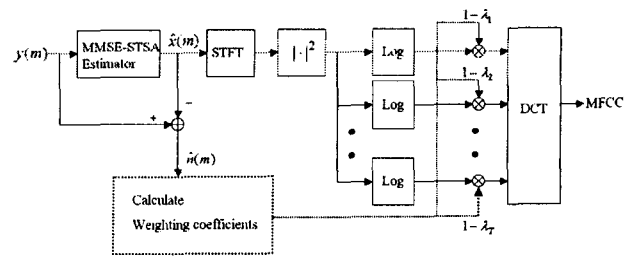 y(m)
MMSE-STSA
Estimator
x̂(m)
STFT
|·|²
Log
1−λ₁
DCT
MFCC
Log
1−λ₂
+
−
n̂(m)
Log
1−λ_T
Calculate
Weighting coefficients